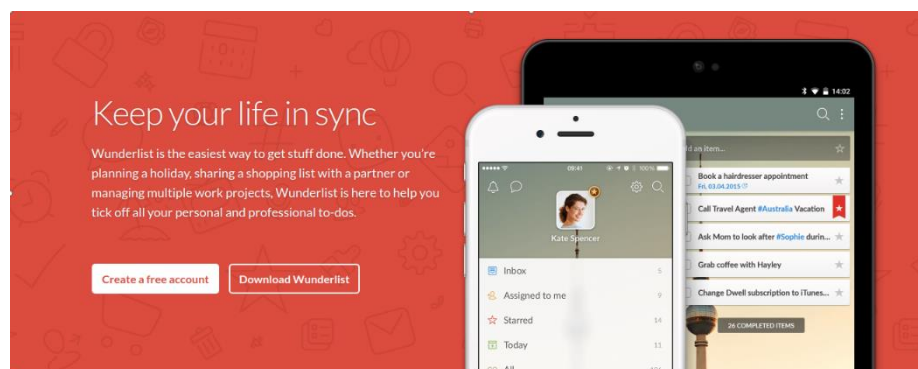 Keep your life in sync
Wunderlist is the easiest way to get stuff done. Whether you're
planning a holiday, sharing a shopping list with a partner or
managing multiple work projects, Wunderlist is here to help you
tick off all your personal and professional to-dos.
Create a free account
Download Wunderlist
09:41
100%
Kate Spencer
Inbox 5
Assigned to me 9
Starred 14
Today 11
All
14:02
an item...
Book a hairdresser appointment
Fri, 03.04.2015
Call Travel Agent #Australia Vacation
Ask Mom to look after #Sophie durin...
Grab coffee with Hayley
Change Dwell subscription to iTunes...
26 COMPLETED ITEMS